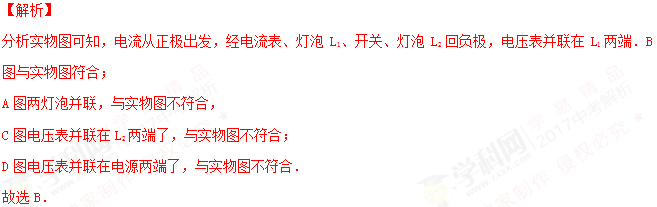 【解析】
分析实物图可知，电流从正极出发，经电流表、灯泡 L₁、开关、灯泡 L₂ 回负极，电压表并联在 L₁ 两端．B
图与实物图符合；
A 图两灯泡并联，与实物图不符合，
C 图电压表并联在 L₂ 两端了，与实物图不符合；
D 图电压表并联在电源两端了，与实物图不符合．
故选 B．